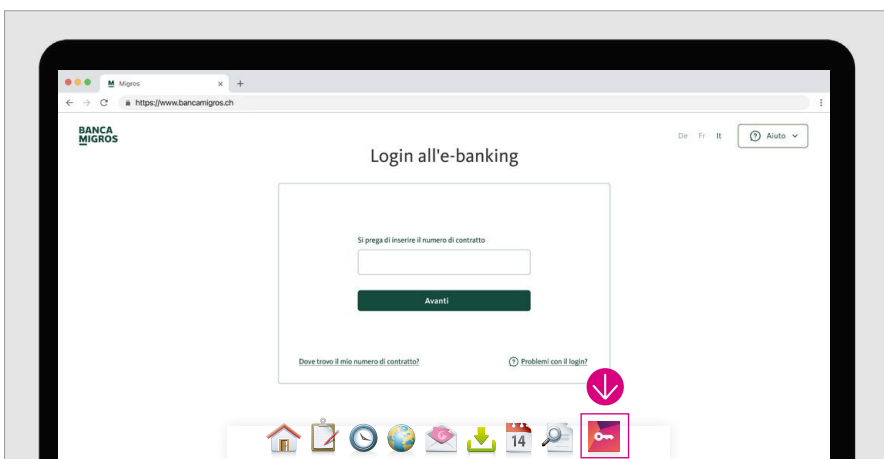 Migros
https://www.bancamigros.ch
BANCA
MIGROS
De Fr It
Aiuto
Login all'e-banking
Si prega di inserire il numero di contratto
Avanti
Dove trovo il mio numero di contratto?
Problemi con il login?
14